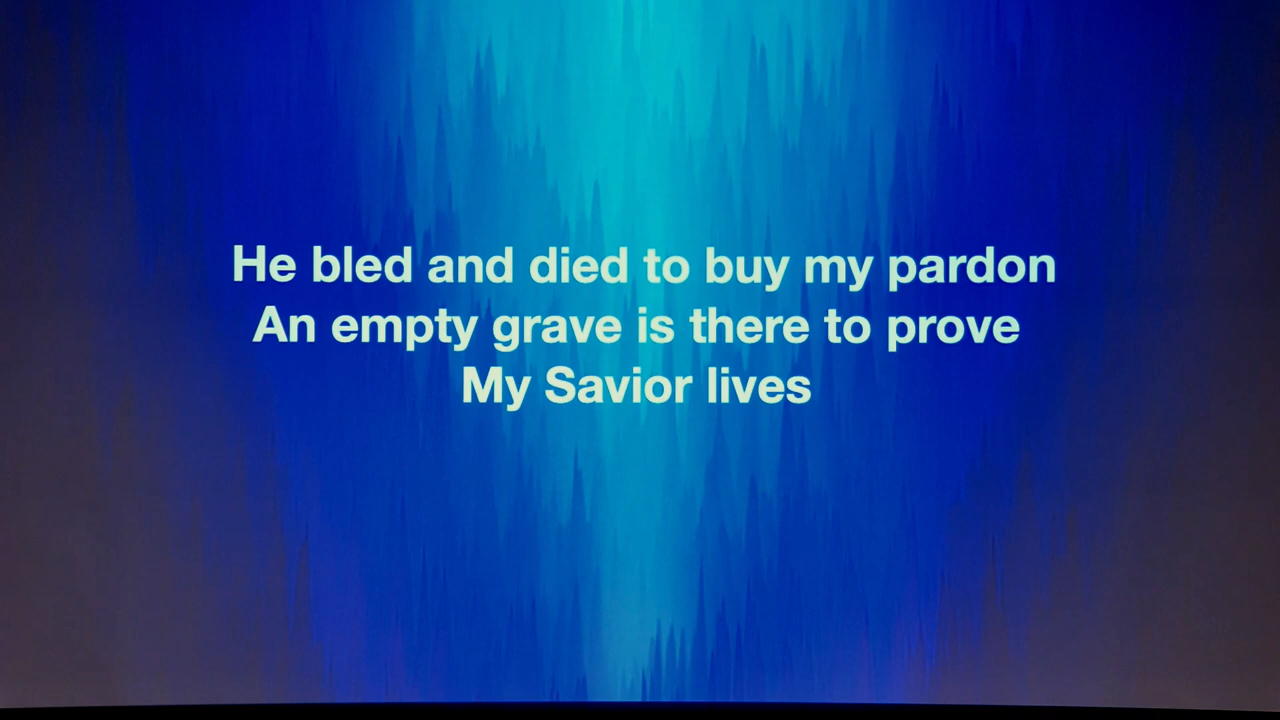 He bled and died to buy my pardon
An empty grave is there to prove
My Savior lives